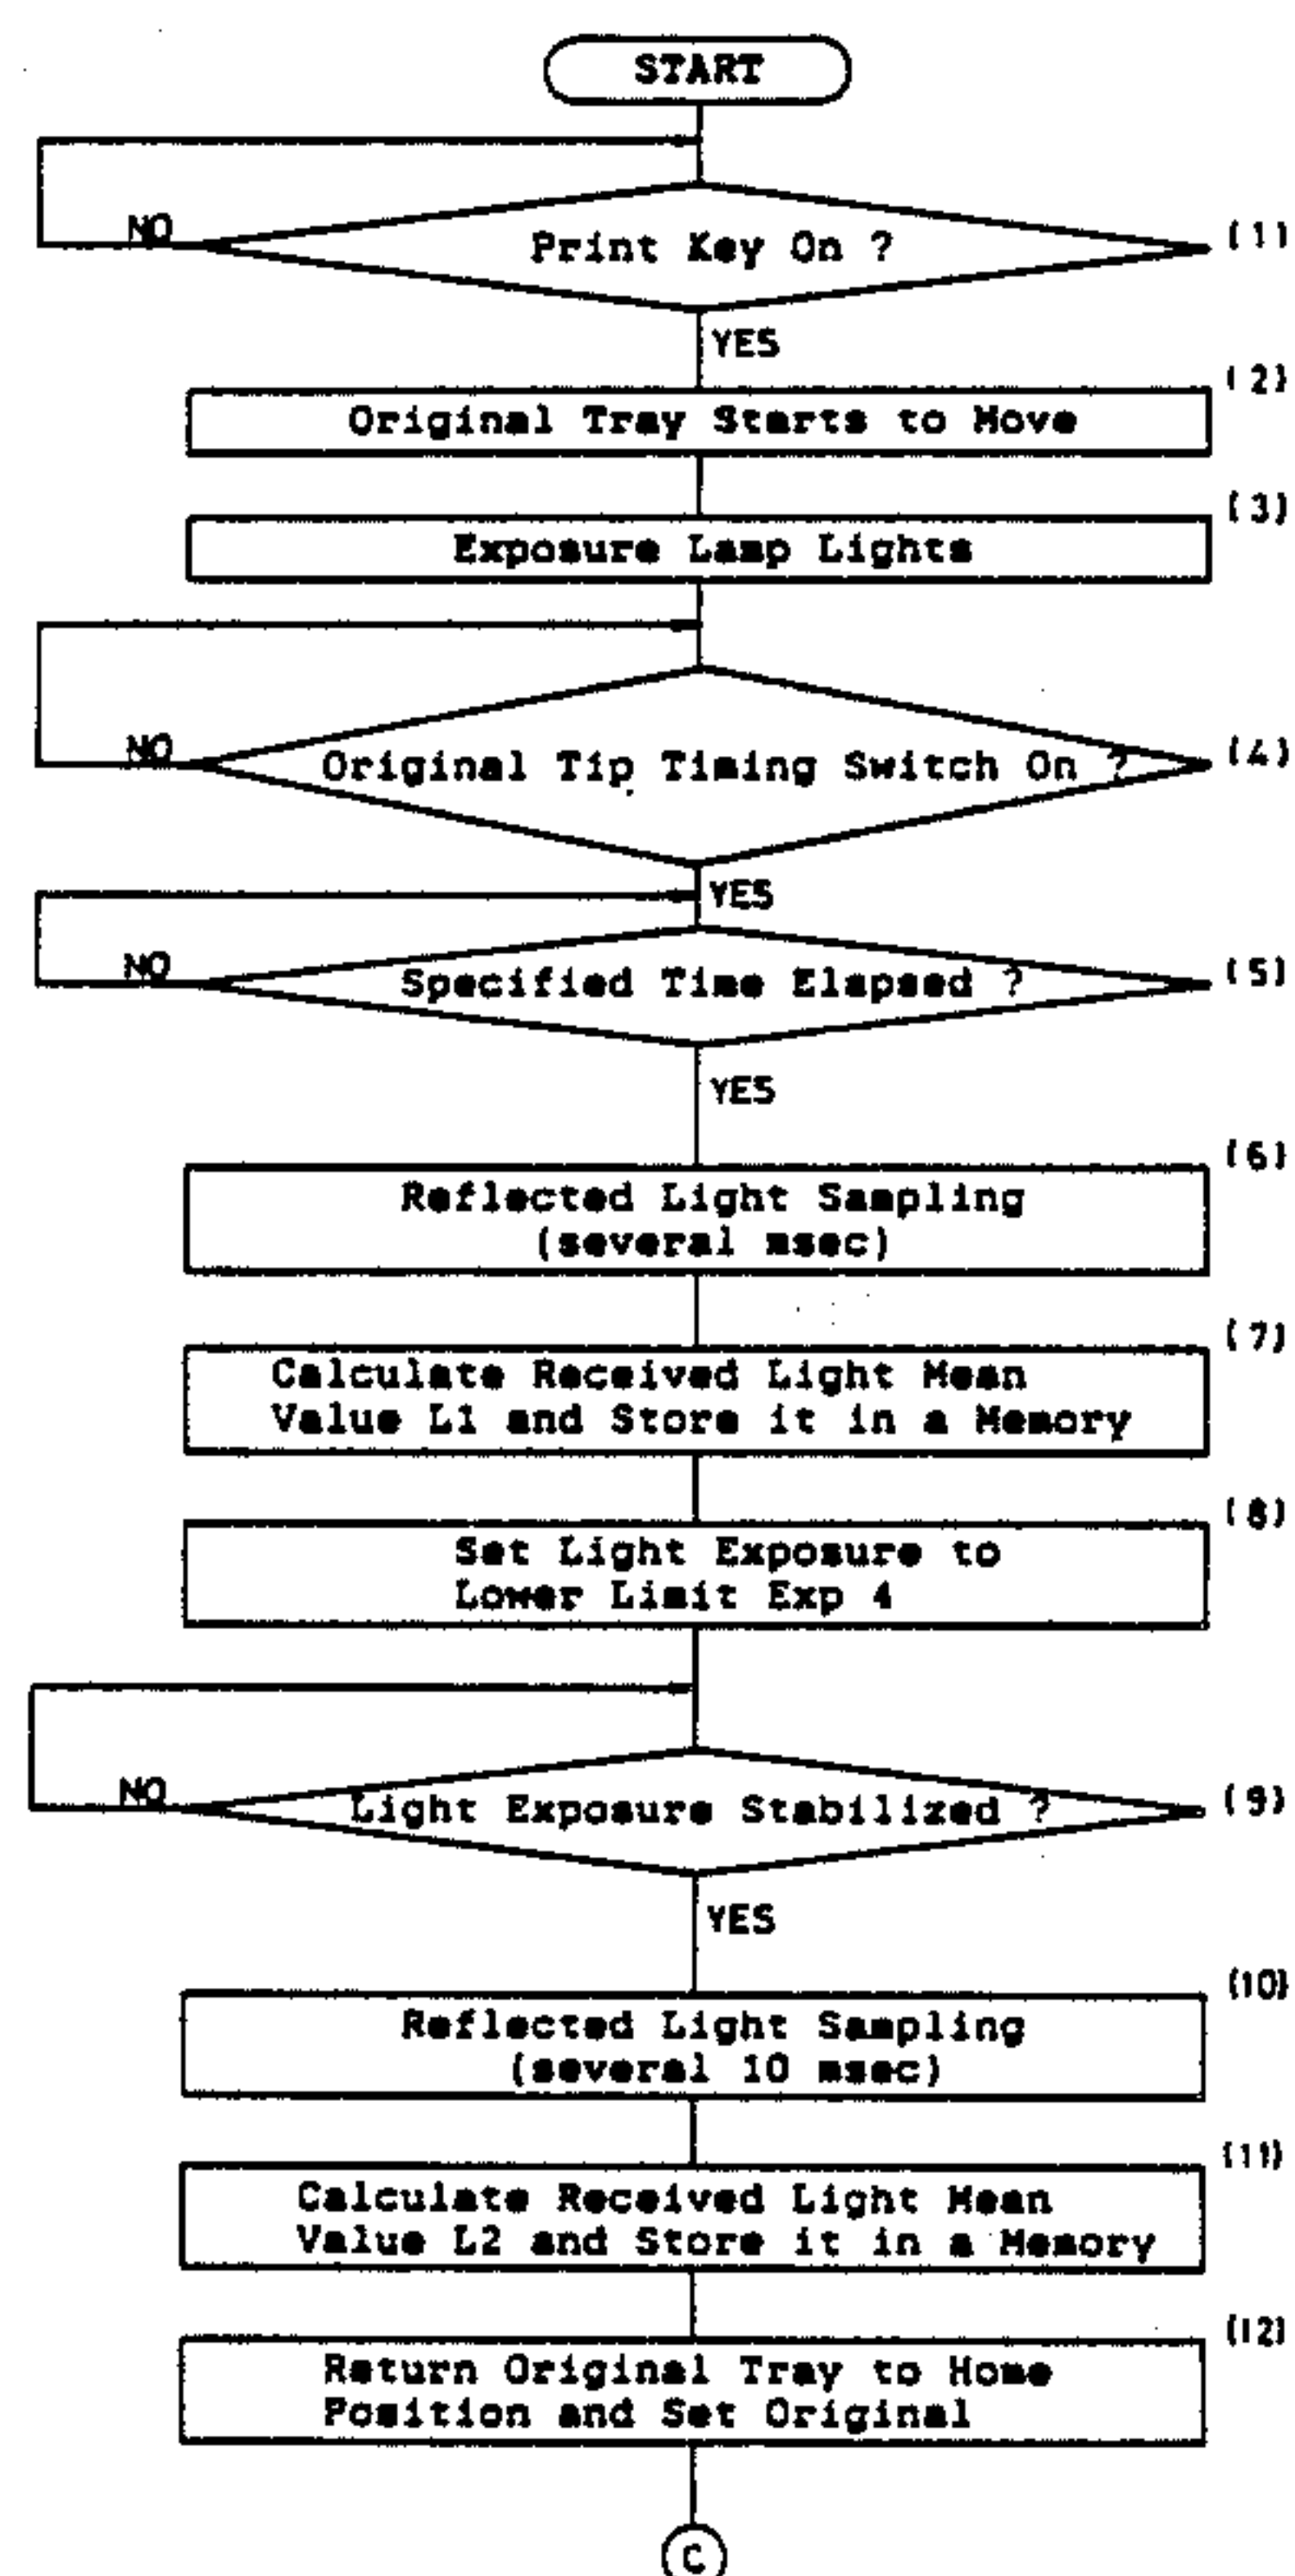 START
Print Key On ?
(1)
NO
YES
(2)
Original Tray Starts to Move
(3)
Exposure Lamp Lights
Original Tip Timing Switch On ?
(4)
NO
YES
Specified Time Elapsed ?
(5)
NO
YES
(6)
Reflected Light Sampling
(several msec)
(7)
Calculate Received Light Mean
Value L1 and Store it in a Memory
(8)
Set Light Exposure to
Lower Limit Exp 4
NO
Light Exposure Stabilized ?
(9)
YES
(10)
Reflected Light Sampling
(several 10 msec)
(11)
Calculate Received Light Mean
Value L2 and Store it in a Memory
(12)
Return Original Tray to Home
Position and Set Original
C